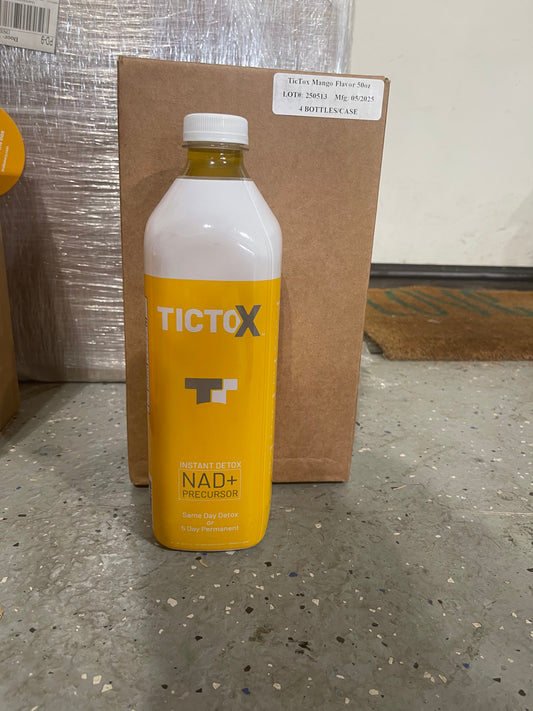 TicTox Mango Flavor 50oz
LOT#: 250513 Mfg: 05/2025
4 BOTTLES/CASE
TICTOX
INSTANT DETOX
NAD+
PRECURSOR
Same Day Detox
or
5 Day Permanent